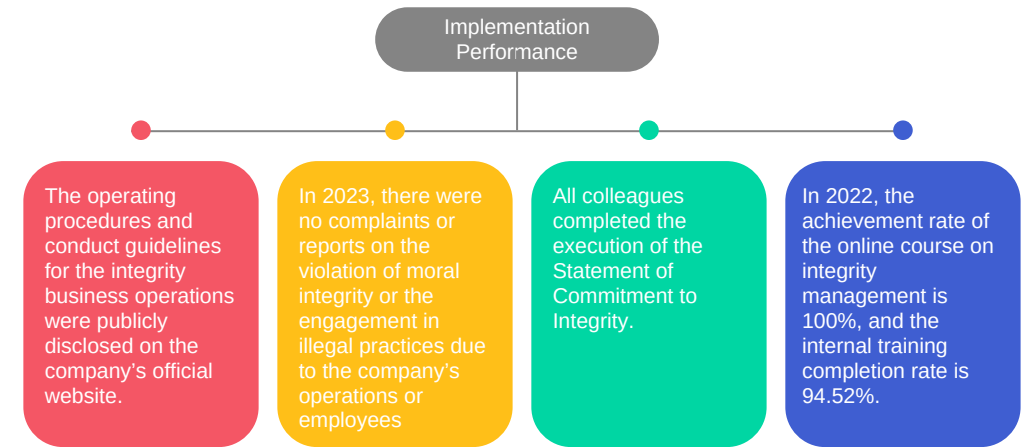 Implementation
Performance
The operating
procedures and
conduct guidelines
for the integrity
business operations
were publicly
disclosed on the
company’s official
website.
In 2023, there were
no complaints or
reports on the
violation of moral
integrity or the
engagement in
illegal practices due
to the company's
operations or
employees
All colleagues
completed the
execution of the
Statement of
Commitment to
Integrity.
In 2022, the
achievement rate of
the online course on
integrity
management is
100%, and the
internal training
completion rate is
94.52%.